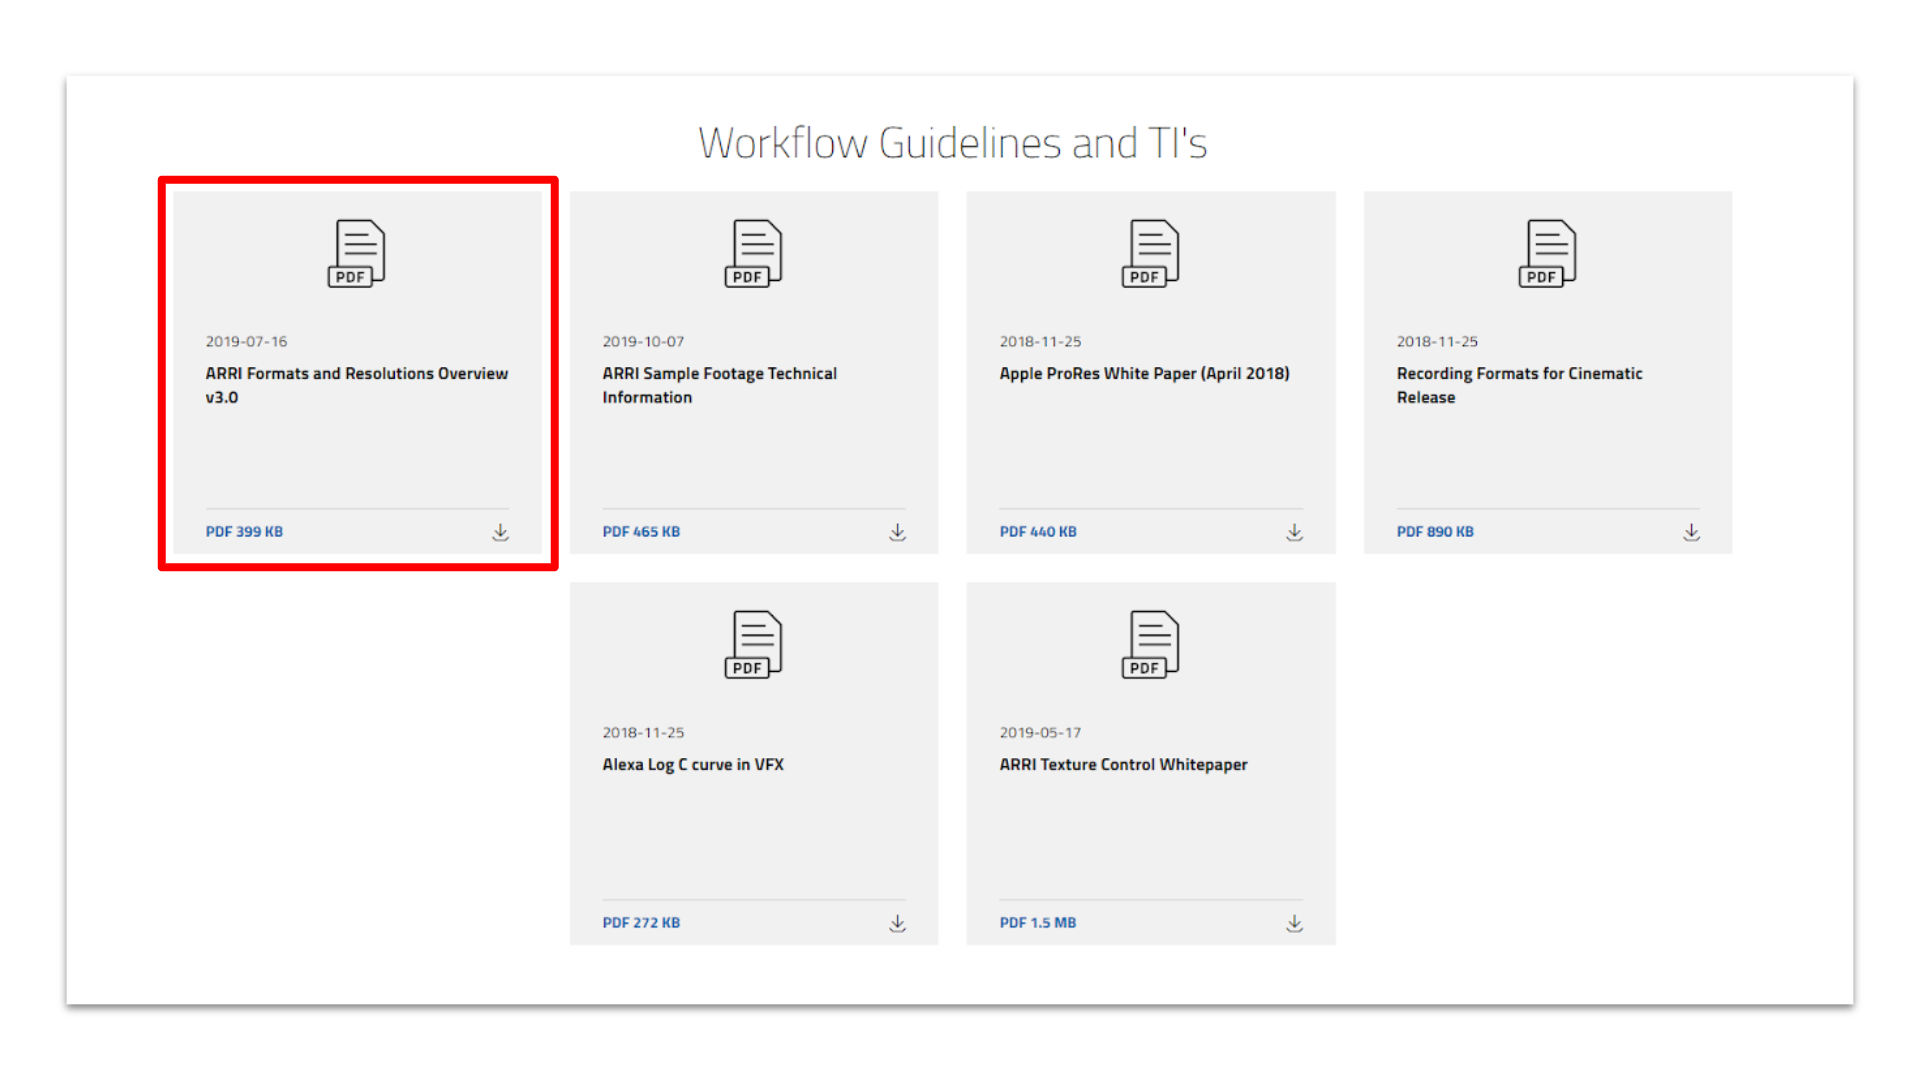 Workflow Guidelines and TI's
PDF
2019-07-16
ARRI Formats and Resolutions Overview
v3.0
PDF 399 KB
PDF
2019-10-07
ARRI Sample Footage Technical
Information
PDF 465 KB
PDF
2018-11-25
Apple ProRes White Paper (April 2018)
PDF 440 KB
PDF
2018-11-25
Recording Formats for Cinematic
Release
PDF 890 KB
PDF
2018-11-25
Alexa Log C curve in VFX
PDF 272 KB
PDF
2019-05-17
ARRI Texture Control Whitepaper
PDF 1.5 MB